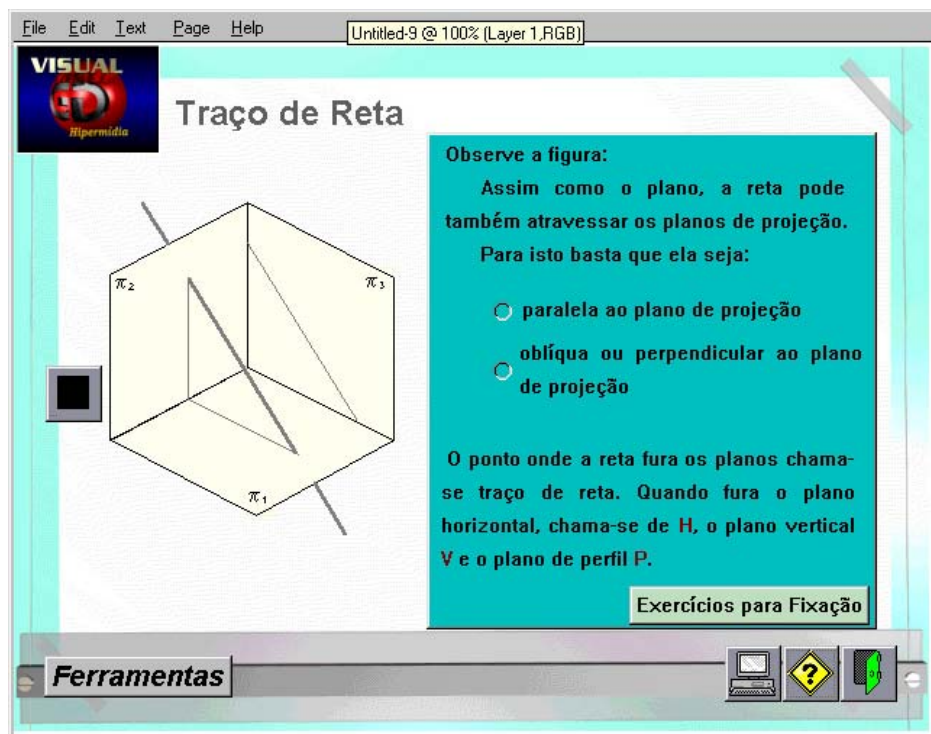 File Edit Text Page Help
Untitled-9 @ 100% (Layer 1,RGB)
VISUAL
3D
Hipermídia
Traço de Reta
Observe a figura:
Assim como o plano, a reta pode
também atravessar os planos de projeção.
Para isto basta que ela seja:
paralela ao plano de projeção
oblíqua ou perpendicular ao plano
de projeção
O ponto onde a reta fura os planos chama-
se traço de reta. Quando fura o plano
horizontal, chama-se de H, o plano vertical
V e o plano de perfil P.
Exercícios para Fixação
π2
π3
π1
Ferramentas
?